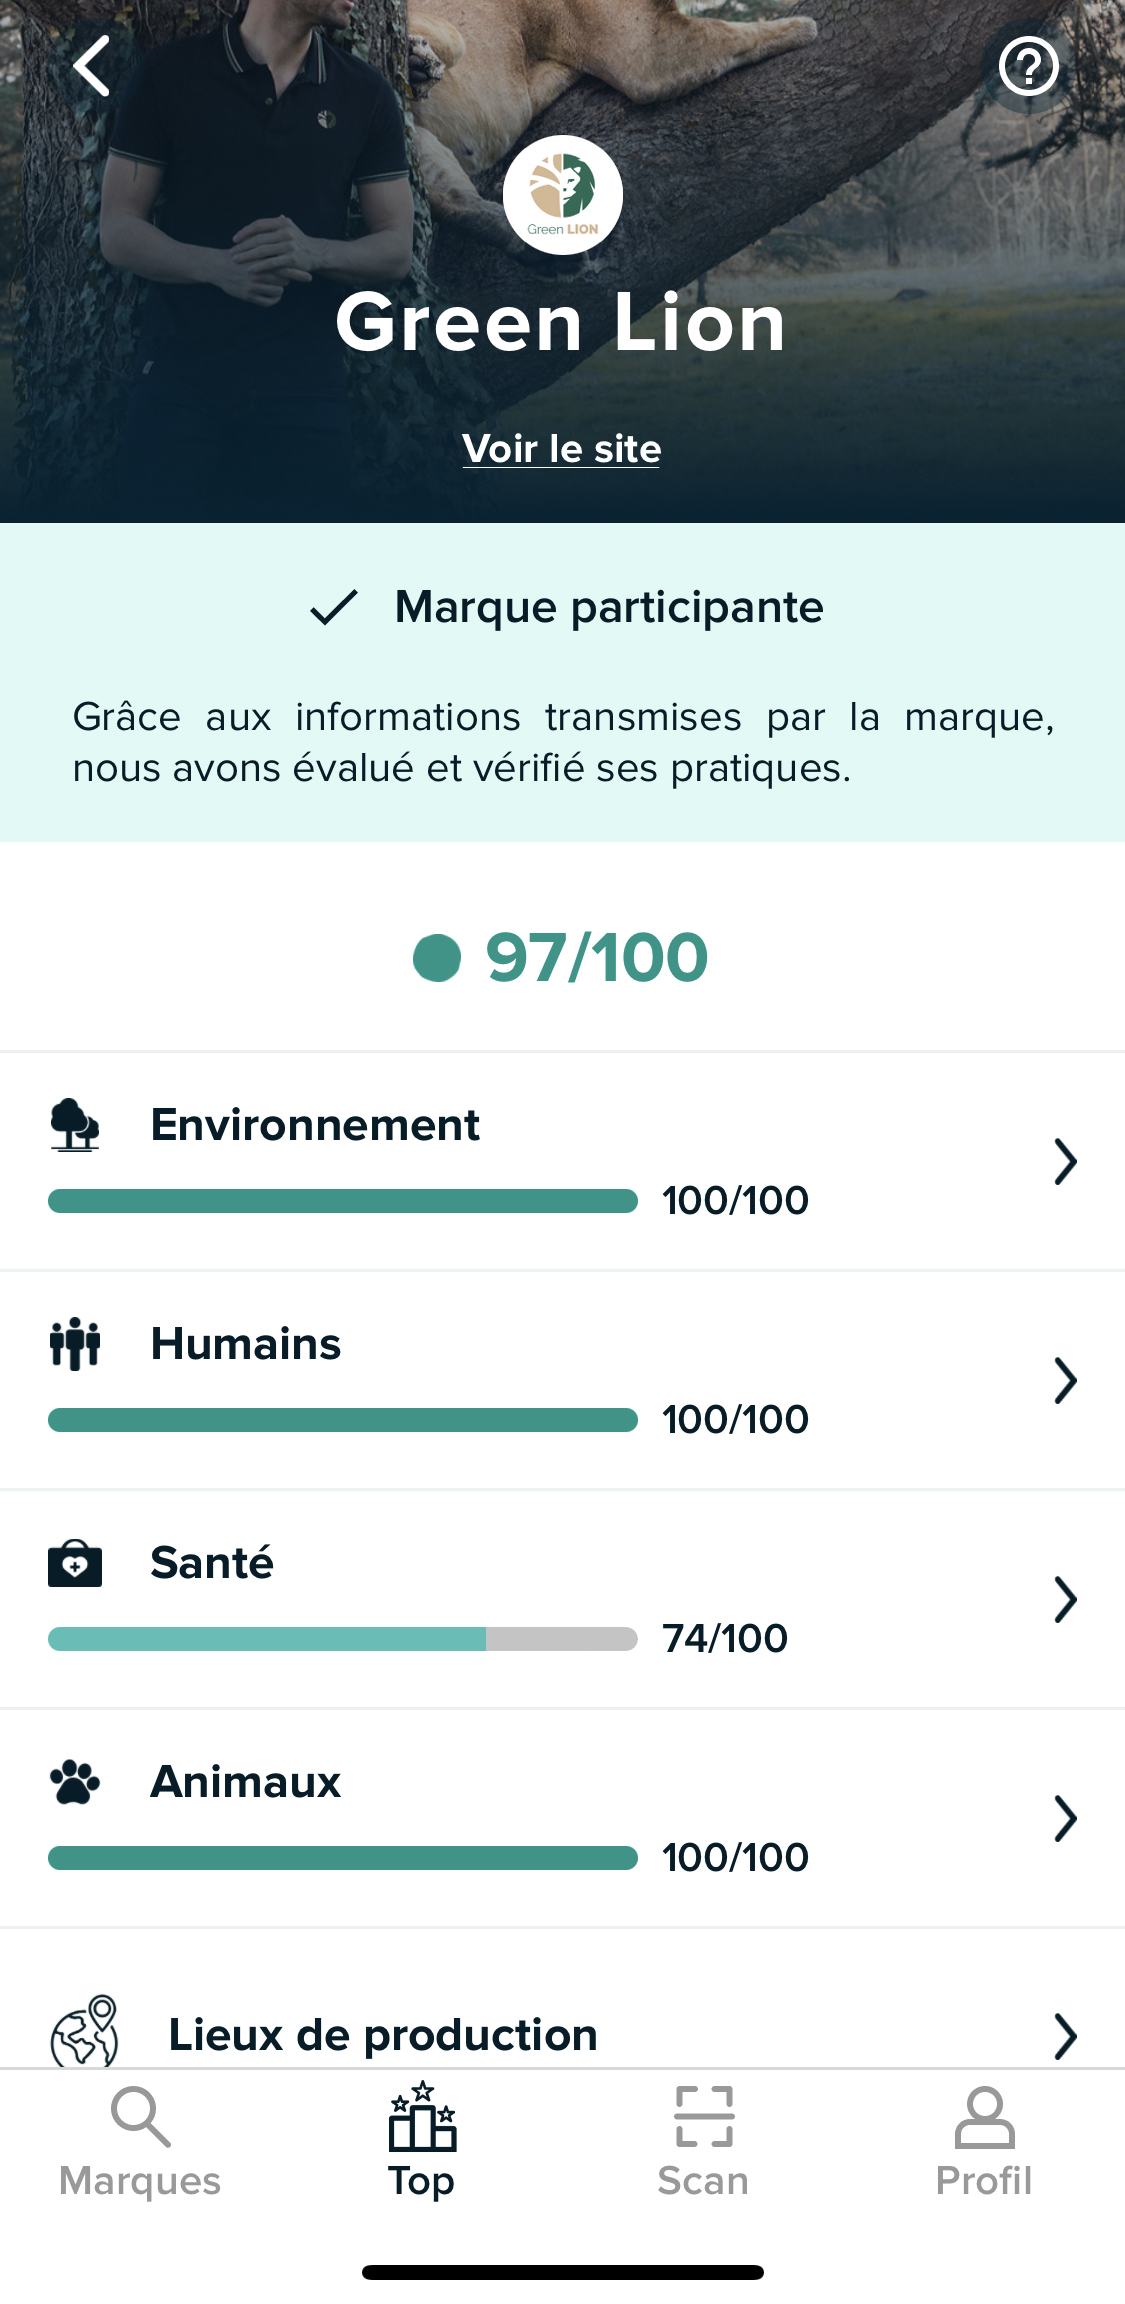 Green LION
Green Lion
Voir le site
Marque participante
Grâce aux informations transmises par la marque,
nous avons évalué et vérifié ses pratiques.
97/100
Environnement
100/100
Humains
100/100
Santé
74/100
Animaux
100/100
Lieux de production
Marques
Top
Scan
Profil